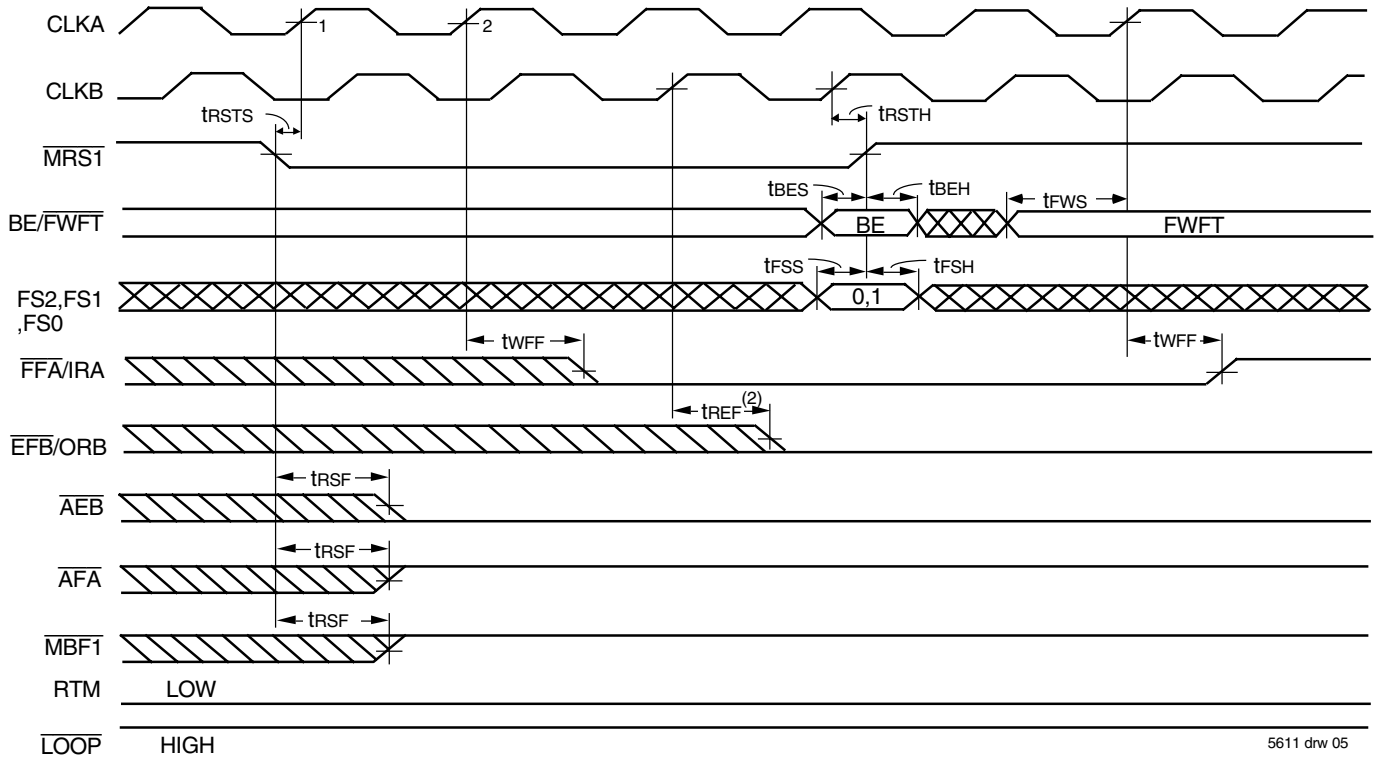 CLKA
1
2
CLKB
tRSTS
tRSTH
MRS1
tBES
tBEH
tFWS
BE/FWFT
BE
FWFT
tFSS
tFSH
FS2,FS1
,FS0
0,1
tWFF
tWFF
FFA/IRA
tREF(2)
EFB/ORB
tRSF
AEB
tRSF
AFA
tRSF
MBF1
RTM
LOW
LOOP
HIGH
5611 drw 05